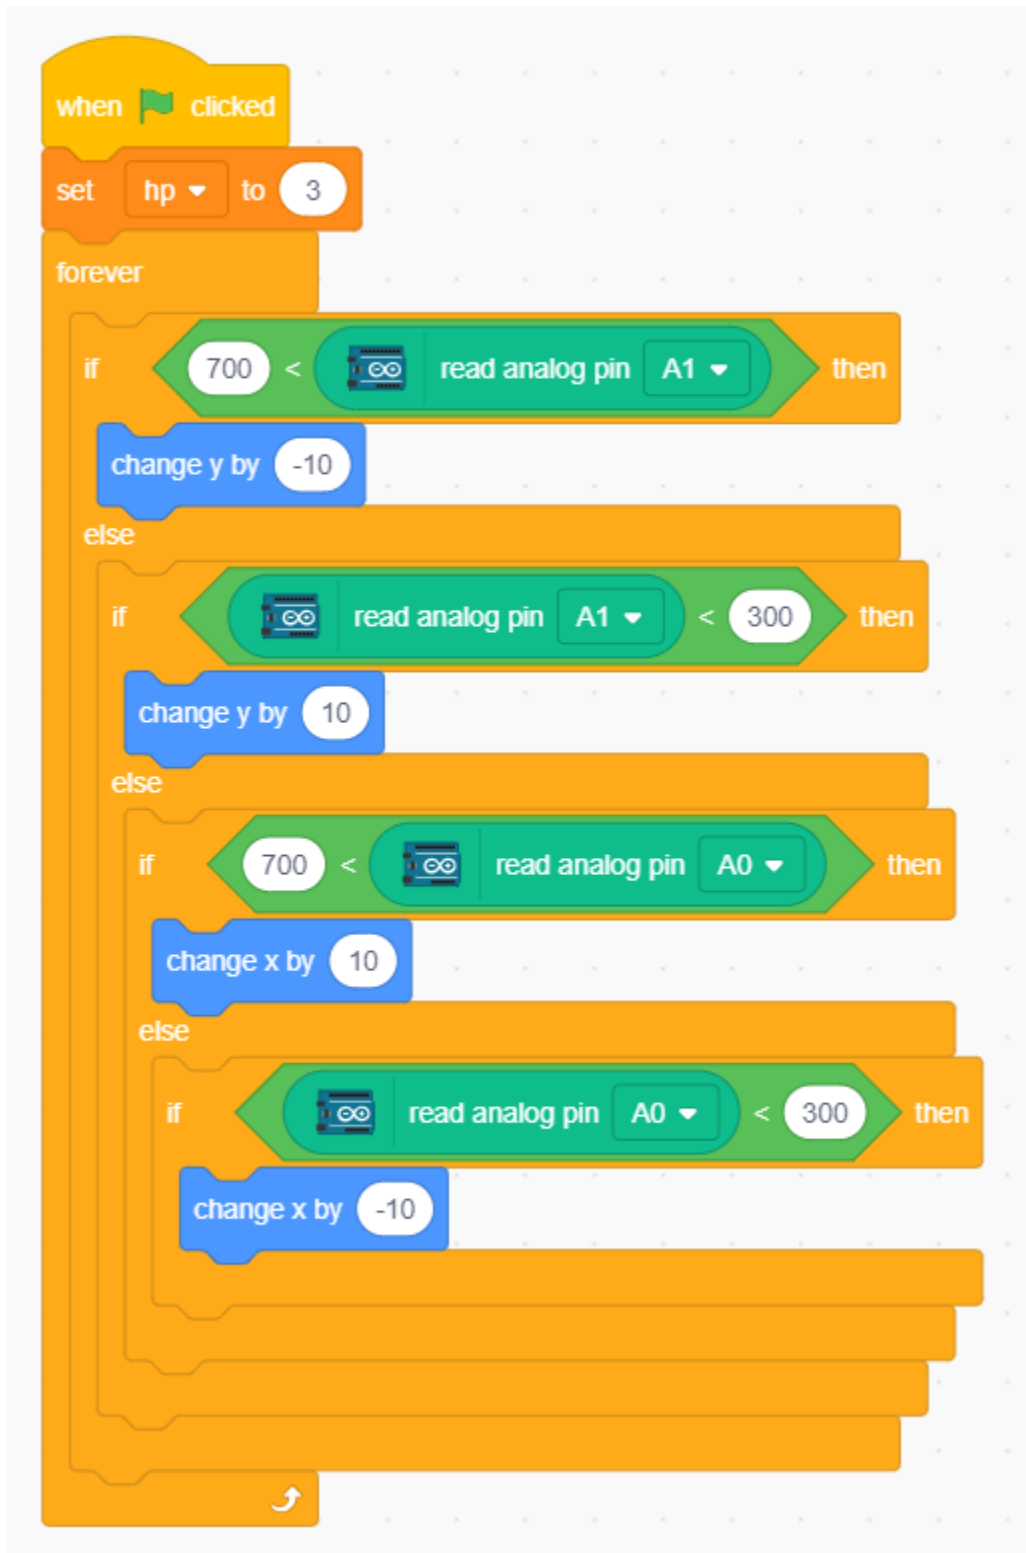 when clicked
set hp to 3
forever
if 700 < read analog pin A1 then
change y by -10
else
if read analog pin A1 < 300 then
change y by 10
else
if 700 < read analog pin A0 then
change x by 10
else
if read analog pin A0 < 300 then
change x by -10